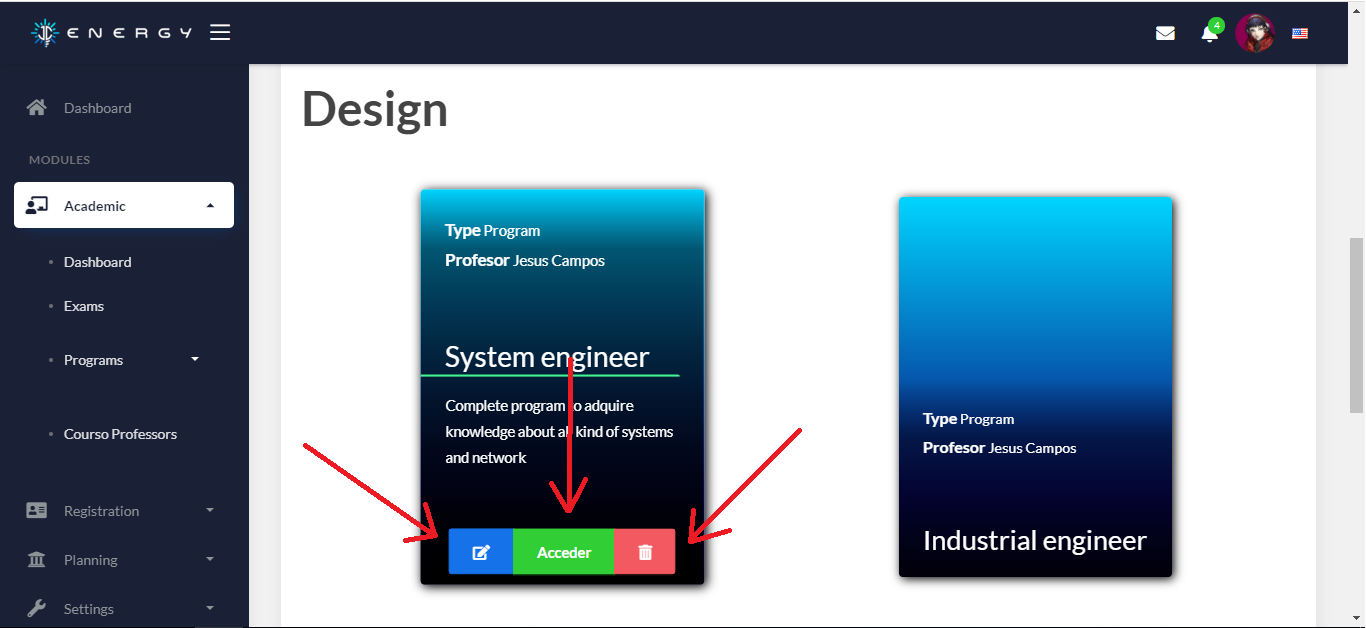 ENERGY
4
Dashboard
MODULES
Academic
Dashboard
Exams
Programs
Courso Professors
Registration
Planning
Settings
Design
Type Program
Profesor Jesus Campos
System engineer
Complete program to adquire
knowledge about all kind of systems
and network
Acceder
Type Program
Profesor Jesus Campos
Industrial engineer